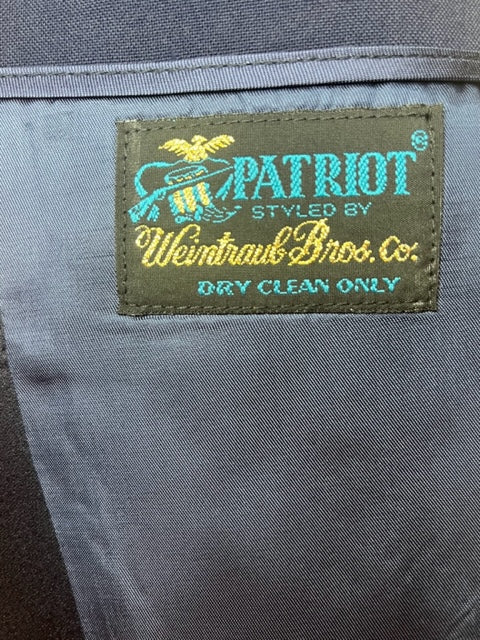 PATRIOT®
STYLED BY
Weintraub Bros. Co.
DRY CLEAN ONLY